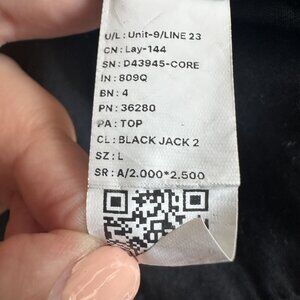 U/L : Unit-9/LINE 23
CN : Lay-144
SN : D43945-CORE
IN : 809Q
BN : 4
PN : 36280
PA : TOP
CL : BLACK JACK 2
SZ : L
SR : A/2.000*2.500